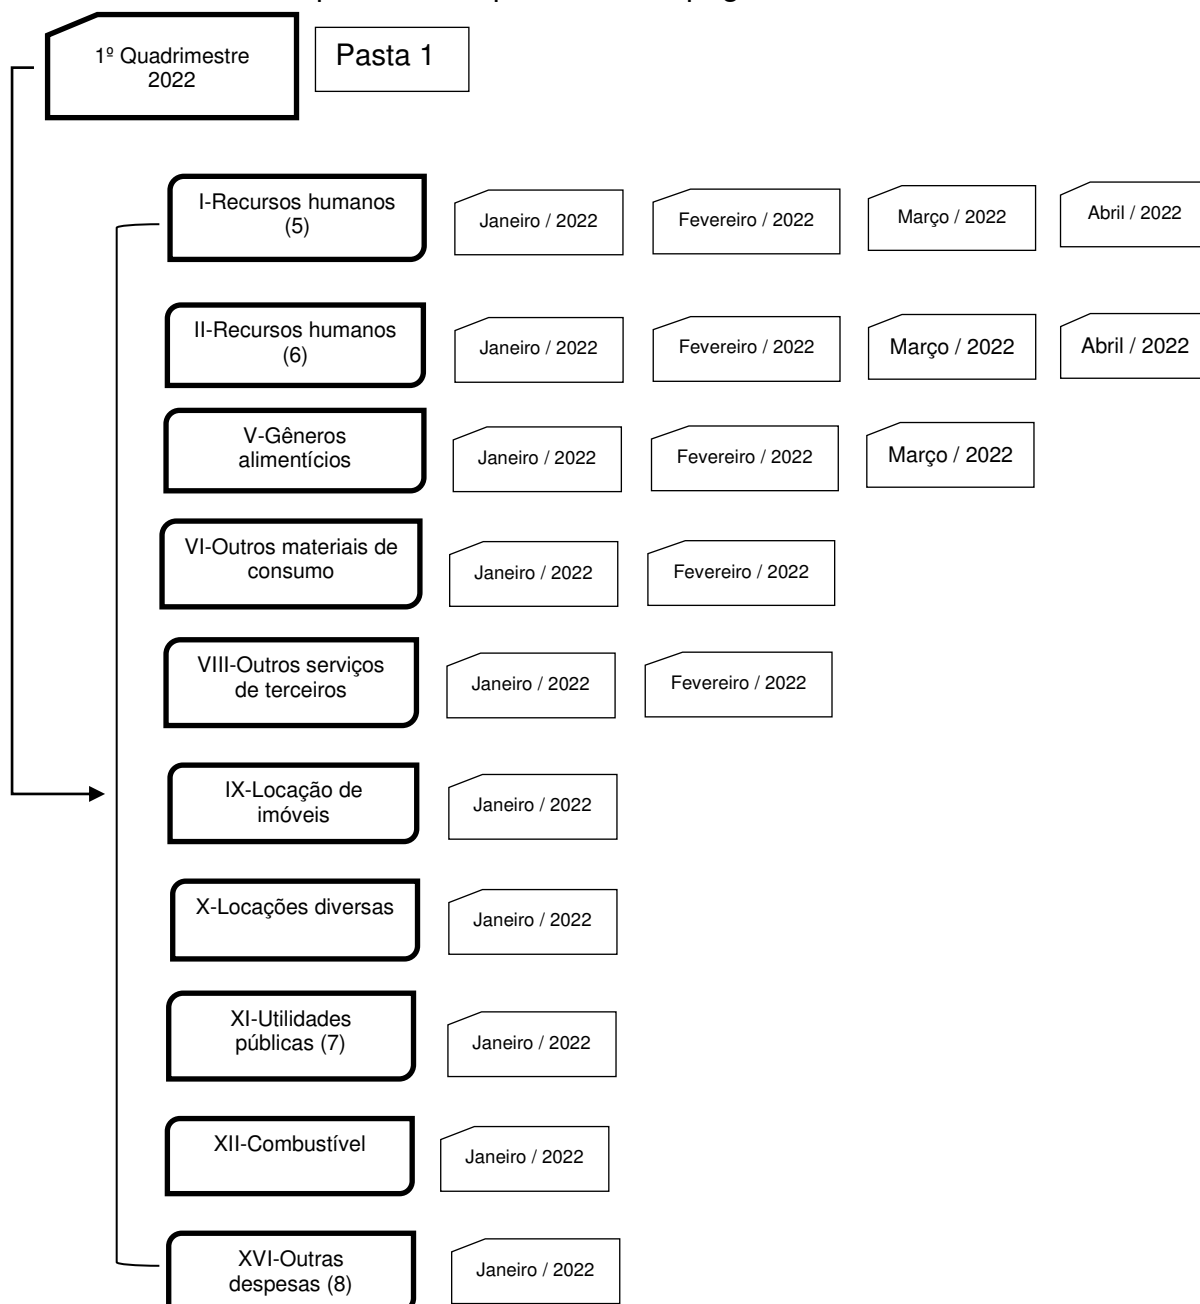 1º Quadrimestre
2022
Pasta 1
I-Recursos humanos
(5)
Janeiro / 2022
Fevereiro / 2022
Março / 2022
Abril / 2022
II-Recursos humanos
(6)
Janeiro / 2022
Fevereiro / 2022
Março / 2022
Abril / 2022
V-Gêneros
alimentícios
Janeiro / 2022
Fevereiro / 2022
Março / 2022
VI-Outros materiais de
consumo
Janeiro / 2022
Fevereiro / 2022
VIII-Outros serviços
de terceiros
Janeiro / 2022
Fevereiro / 2022
IX-Locação de
imóveis
Janeiro / 2022
X-Locações diversas
Janeiro / 2022
XI-Utilidades
públicas (7)
Janeiro / 2022
XII-Combustível
Janeiro / 2022
XVI-Outras
despesas (8)
Janeiro / 2022